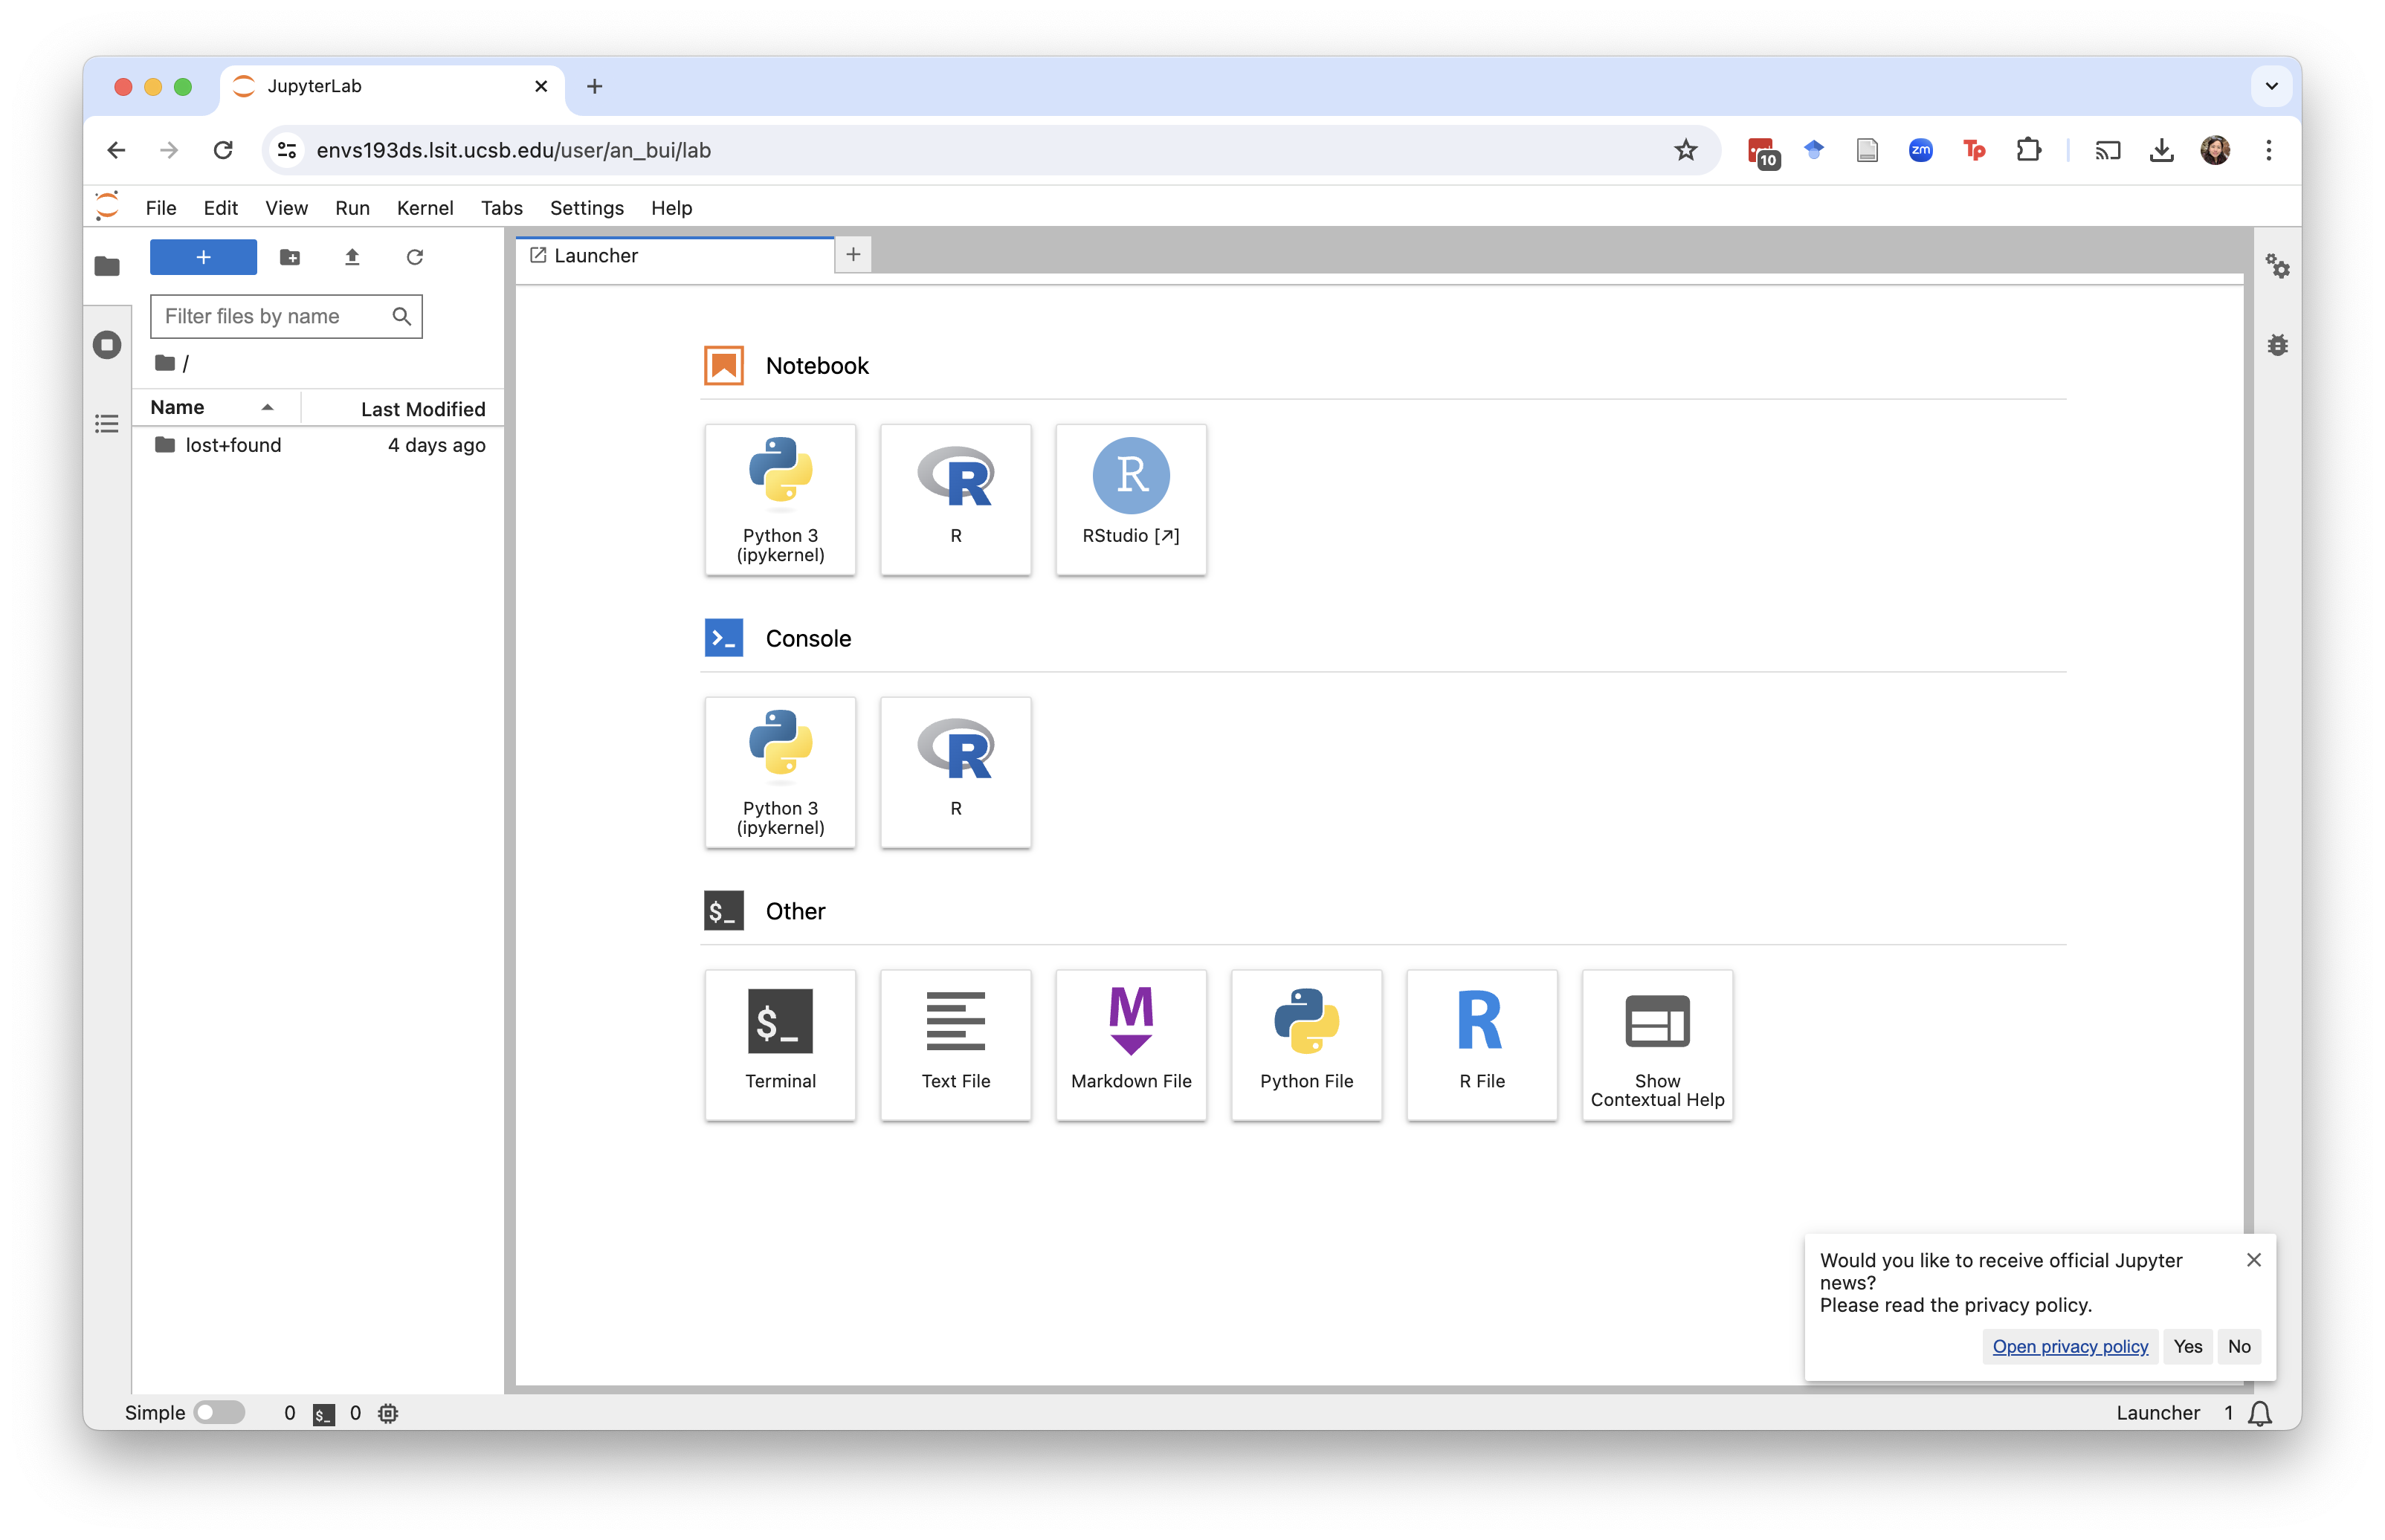 JupyterLab
envs193ds.lsit.ucsb.edu/user/an_bui/lab
10
zm
Tp
File Edit View Run Kernel Tabs Settings Help
+
Launcher
Filter files by name
/
Name Last Modified
lost+found 4 days ago
Notebook
R
R
Python 3
(ipykernel)
R
RStudio [↗]
>_ Console
R
Python 3
(ipykernel)
R
$_ Other
$_
M
R
Terminal
Text File
Markdown File
Python File
R File
Show
Contextual Help
Would you like to receive official Jupyter
news?
Please read the privacy policy.
Open privacy policy Yes No
Simple 0 $_ 0
Launcher 1